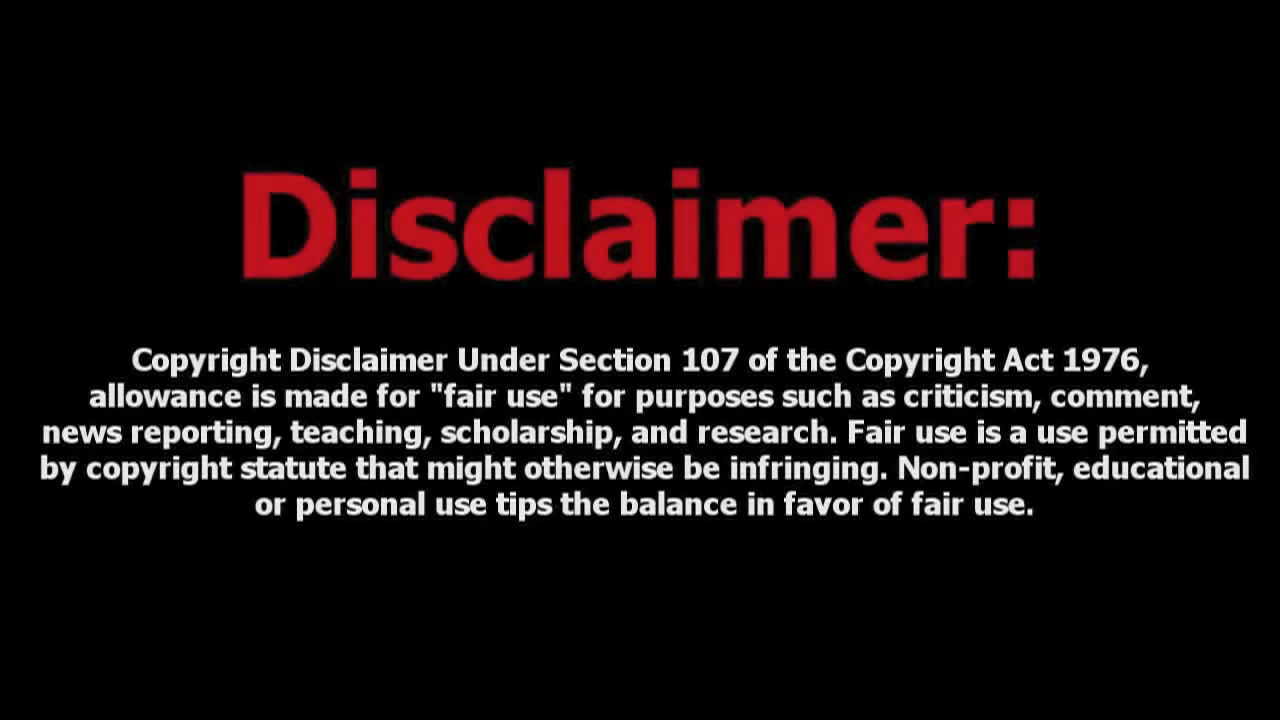 Disclaimer:
Copyright Disclaimer Under Section 107 of the Copyright Act 1976,
allowance is made for "fair use" for purposes such as criticism, comment,
news reporting, teaching, scholarship, and research. Fair use is a use permitted
by copyright statute that might otherwise be infringing. Non-profit, educational
or personal use tips the balance in favor of fair use.